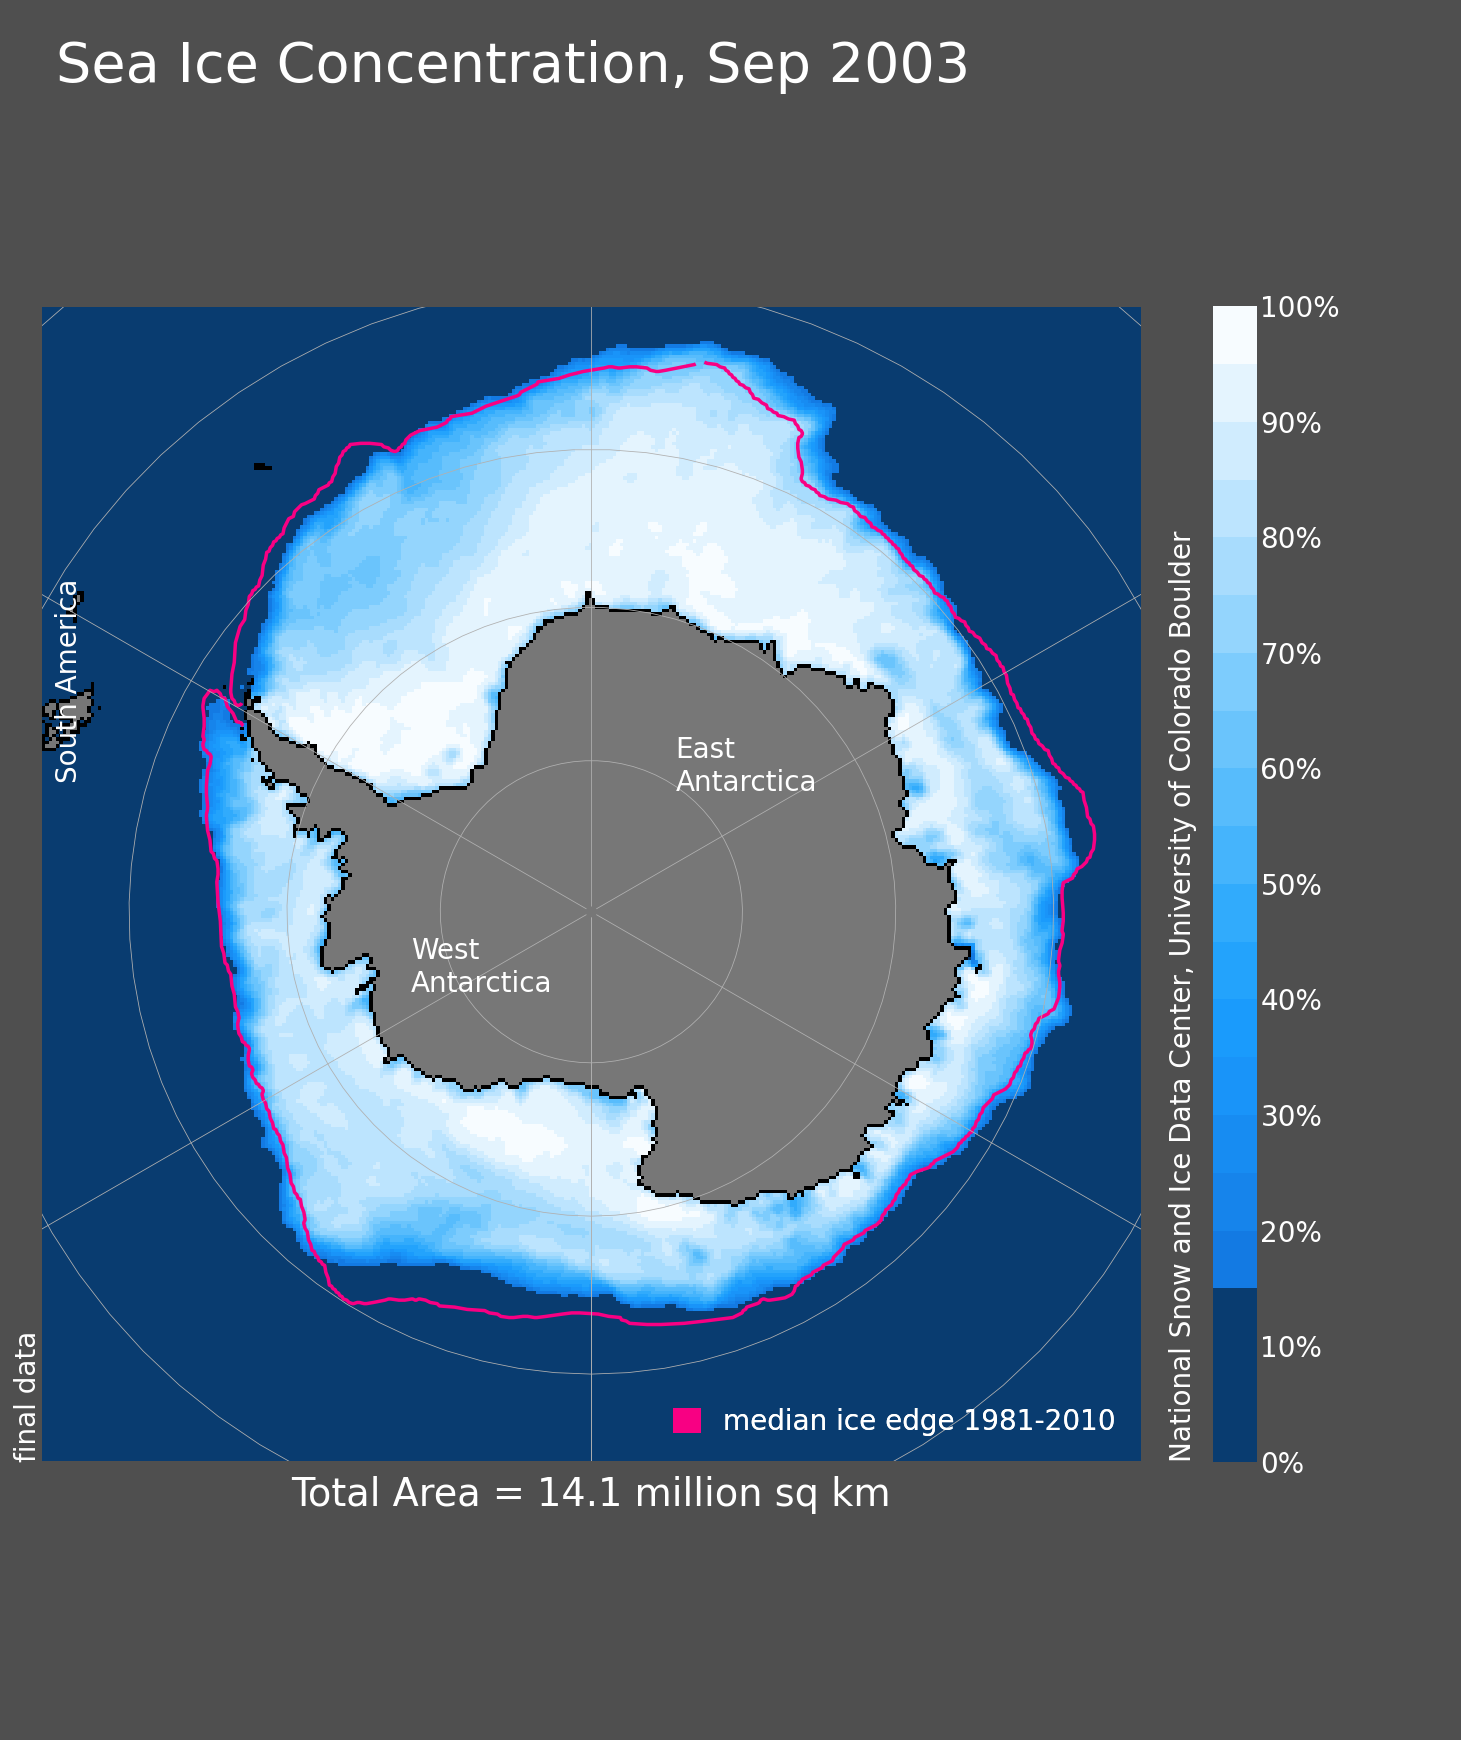 Sea Ice Concentration, Sep 2003
South America
East
Antarctica
West
Antarctica
final data
median ice edge 1981-2010
Total Area = 14.1 million sq km
National Snow and Ice Data Center, University of Colorado Boulder
100%
90%
80%
70%
60%
50%
40%
30%
20%
10%
0%